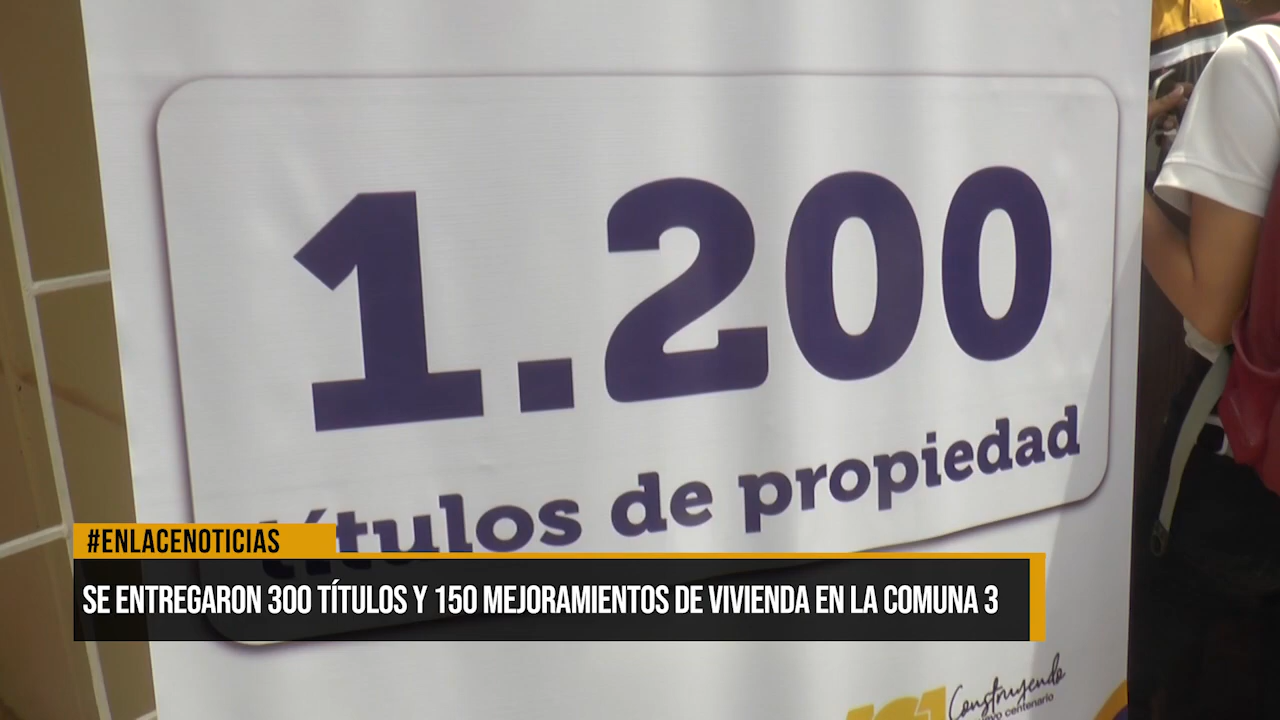 1.200
títulos de propiedad
#ENLACENOTICIAS
SE ENTREGARON 300 TÍTULOS Y 150 MEJORAMIENTOS DE VIVIENDA EN LA COMUNA 3
Construyendo
centenario